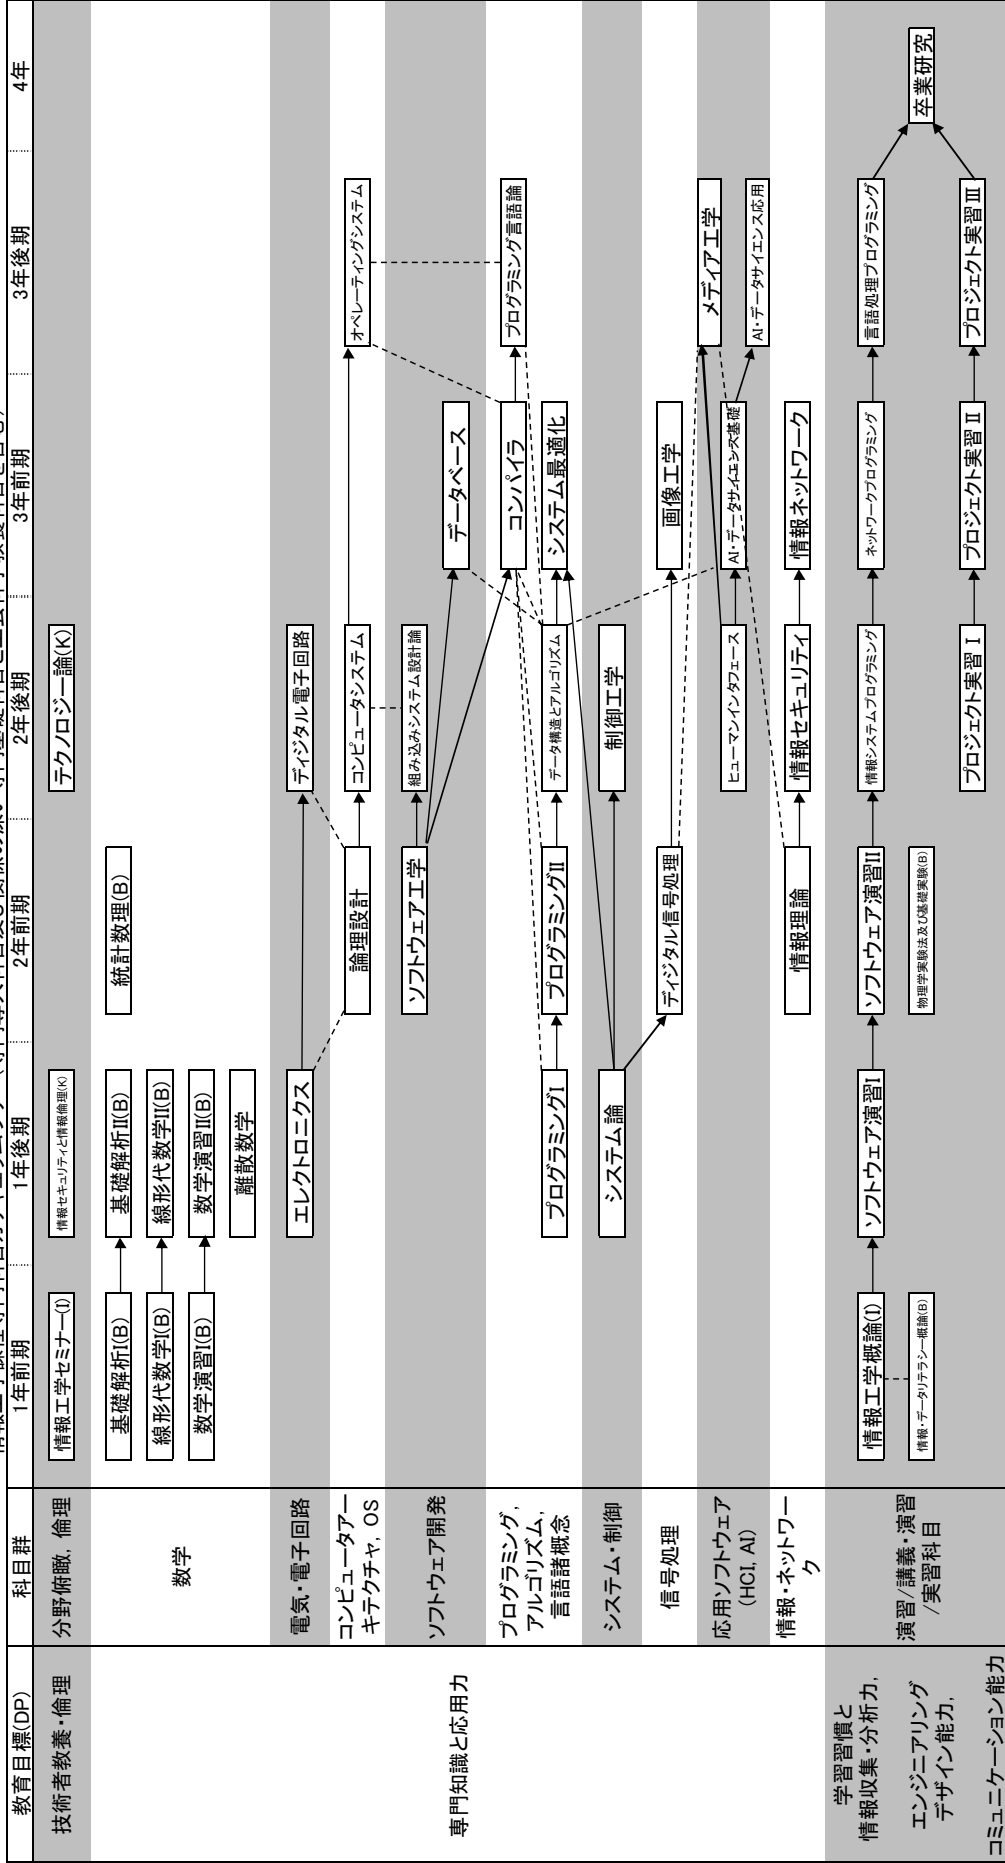 教育目標(DP)
科目群
1年前期
1年後期
2年前期
2年後期
3年前期
3年後期
4年
技術者教養・倫理
分野俯瞰, 倫理
情報工学セミナー(I)
情報セキュリティと情報倫理(K)
テクノロジー論(K)
専門知識と応用力
数学
基礎解析I(B)
基礎解析II(B)
統計数理(B)
線形代数学I(B)
線形代数学II(B)
数学演習I(B)
数学演習II(B)
離散数学
電気・電子回路
エレクトロニクス
ディジタル電子回路
コンピュータアー
キテクチャ, OS
論理設計
コンピュータシステム
オペレーティングシステム
ソフトウェア開発
ソフトウェア工学
組み込みシステム設計論
データベース
プログラミング,
アルゴリズム,
言語諸概念
コンパイラ
プログラミング言語論
プログラミングI
プログラミングII
データ構造とアルゴリズム
システム最適化
システム・制御
システム論
制御工学
信号処理
ディジタル信号処理
画像工学
応用ソフトウェア
(HCI, AI)
メディア工学
ヒューマンインタフェース
AI・データサイエンス基礎
AI・データサイエンス応用
情報・ネットワー
ク
情報理論
情報セキュリティ
情報ネットワーク
学習習慣と
情報収集・分析力,
エンジニアリング
デザイン能力,
コミュニケーション能力
演習/講義・演習
/実習科目
情報工学概論(I)
ソフトウェア演習I
ソフトウェア演習II
情報システムプログラミング
ネットワークプログラミング
言語処理プログラミング
情報・データリテラシー概論(B)
物理学実験法及び基礎実験(B)
卒業研究
プロジェクト実習 I
プロジェクト実習 II
プロジェクト実習 III